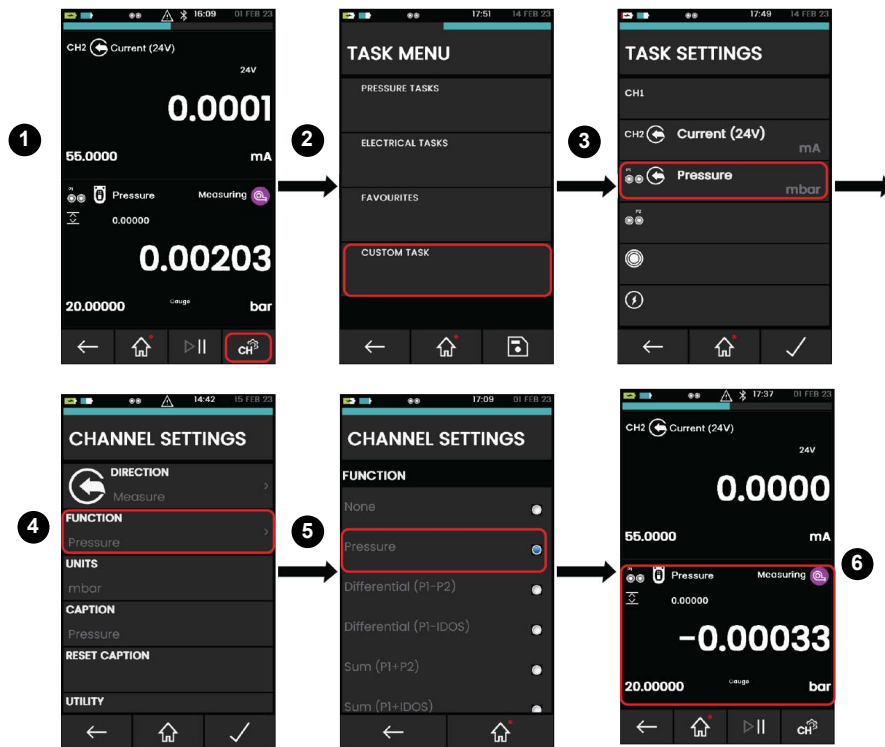 1
16:09 01 FEB 23
CH2 Current (24V)
24V
0.0001
55.0000 mA
P1 Pressure Measuring
0.00000
0.00203
20.00000 Gauge bar
CH
2
17:51 14 FEB 23
TASK MENU
PRESSURE TASKS
ELECTRICAL TASKS
FAVOURITES
CUSTOM TASK
3
17:49 14 FEB 23
TASK SETTINGS
CH1
CH2 Current (24V)
mA
P1 Pressure
mbar
P2
4
14:42 15 FEB 23
CHANNEL SETTINGS
DIRECTION
Measure
FUNCTION
Pressure
UNITS
mbar
CAPTION
Pressure
RESET CAPTION
UTILITY
5
17:09 01 FEB 23
CHANNEL SETTINGS
FUNCTION
None
Pressure
Differential (P1-P2)
Differential (P1-IDOS)
Sum (P1+P2)
Sum (P1+IDOS)
6
17:37 01 FEB 23
CH2 Current (24V)
24V
0.0000
55.0000 mA
P1 Pressure Measuring
0.00000
-0.00033
20.00000 Gauge bar
CH